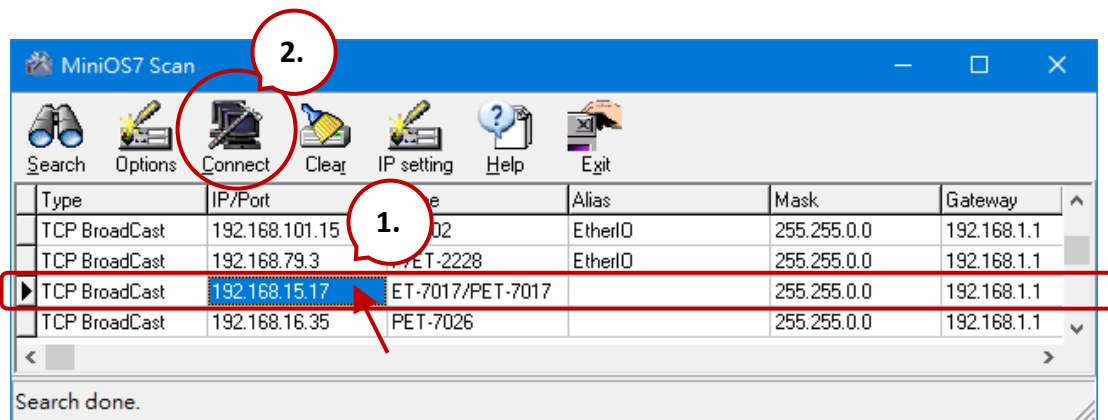 2.
MiniOS7 Scan
Search Options Connect Clear IP setting Help Exit
Type IP/Port Alias Mask Gateway
1.
TCP BroadCast 192.168.101.15 EtherIO 255.255.0.0 192.168.1.1
TCP BroadCast 192.168.79.3 EtherIO 255.255.0.0 192.168.1.1
TCP BroadCast 192.168.15.17 ET-7017/PET-7017 255.255.0.0 192.168.1.1
TCP BroadCast 192.168.16.35 PET-7026 255.255.0.0 192.168.1.1
Search done.